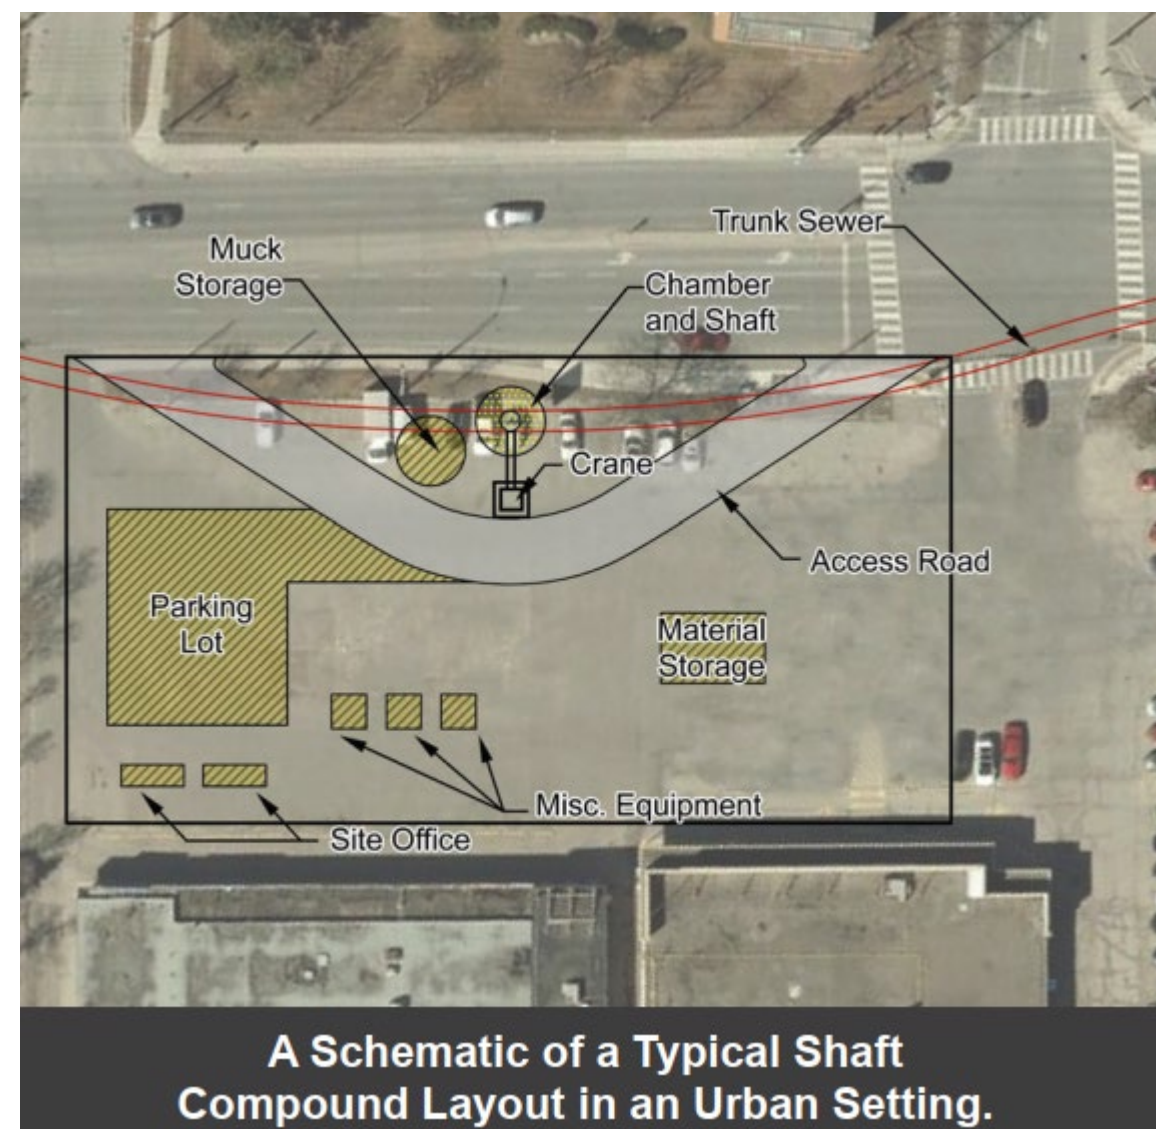 Trunk Sewer
Muck
Storage
Chamber
and Shaft
Crane
Access Road
Parking
Lot
Material
Storage
Misc. Equipment
Site Office
A Schematic of a Typical Shaft
Compound Layout in an Urban Setting.